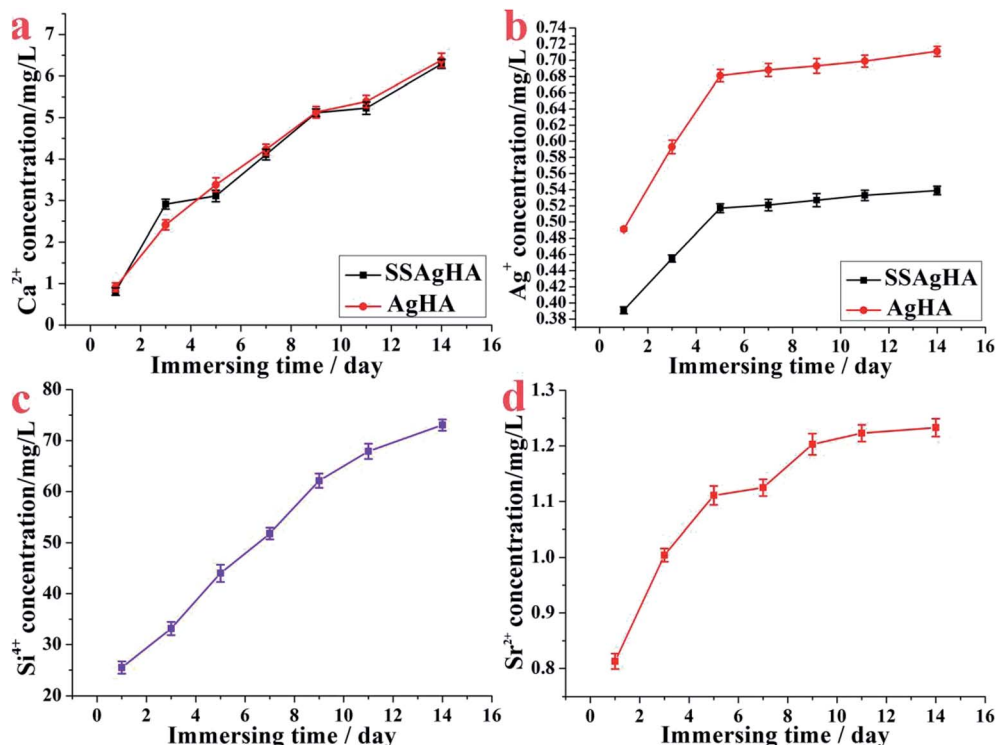 a
Ca2+ concentration/mg/L
7
6
5
4
3
2
1
0
SSAgHA
AgHA
0 2 4 6 8 10 12 14 16
Immersing time / day
b
Ag+ concentration/mg/L
0.74
0.72
0.70
0.68
0.66
0.64
0.62
0.60
0.58
0.56
0.54
0.52
0.50
0.48
0.46
0.44
0.42
0.40
0.38
SSAgHA
AgHA
0 2 4 6 8 10 12 14 16
Immersing time / day
c
Si4+ concentration/mg/L
80
70
60
50
40
30
20
0 2 4 6 8 10 12 14 16
Immersing time / day
d
Sr2+ concentration/mg/L
1.3
1.2
1.1
1.0
0.9
0.8
0 2 4 6 8 10 12 14 16
Immersing time / day